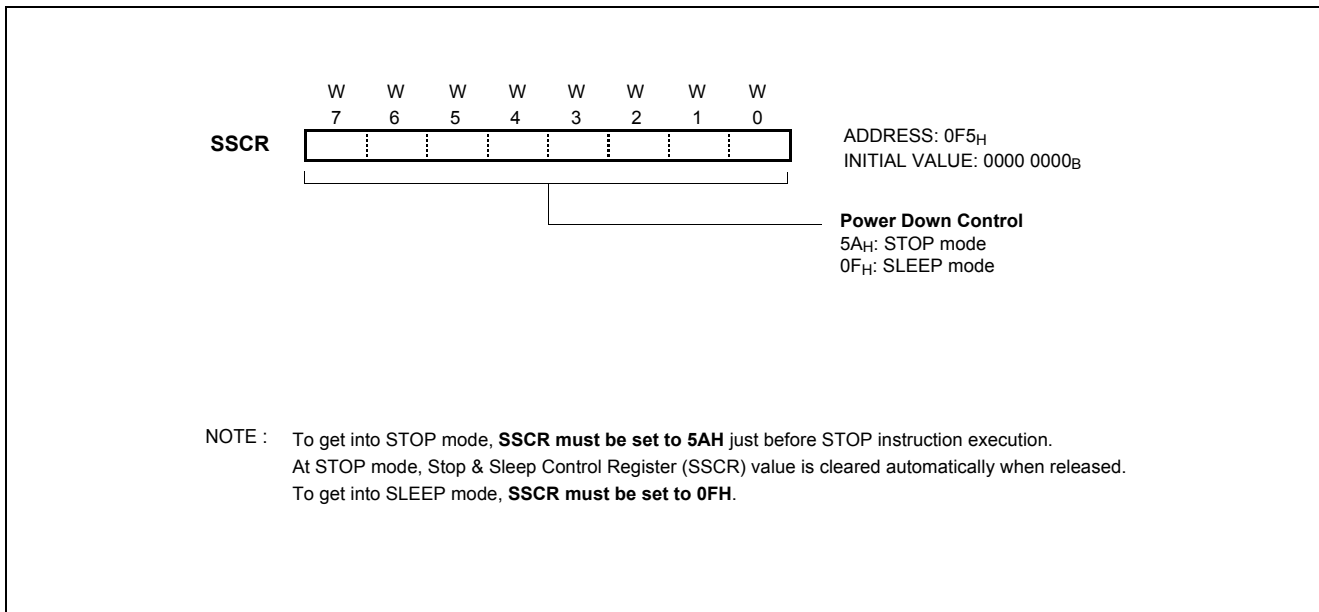 W W W W W W W W
7 6 5 4 3 2 1 0
SSCR
ADDRESS: 0F5H
INITIAL VALUE: 0000 0000B
Power Down Control
5AH: STOP mode
0FH: SLEEP mode
NOTE : To get into STOP mode, SSCR must be set to 5AH just before STOP instruction execution.
At STOP mode, Stop & Sleep Control Register (SSCR) value is cleared automatically when released.
To get into SLEEP mode, SSCR must be set to 0FH.